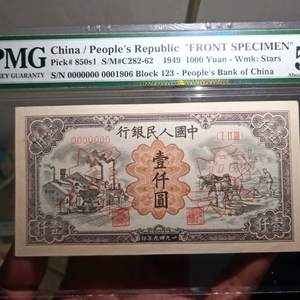 PMG China / People's Republic "FRONT SPECIMEN" 5
Pick# 850s1 S/M#C282-62 1949 1000 Yuan - Wmk: Stars
S/N 0000000 0001906 Block 123 - People's Bank of China
行銀民人國中
0000000
壹仟圓